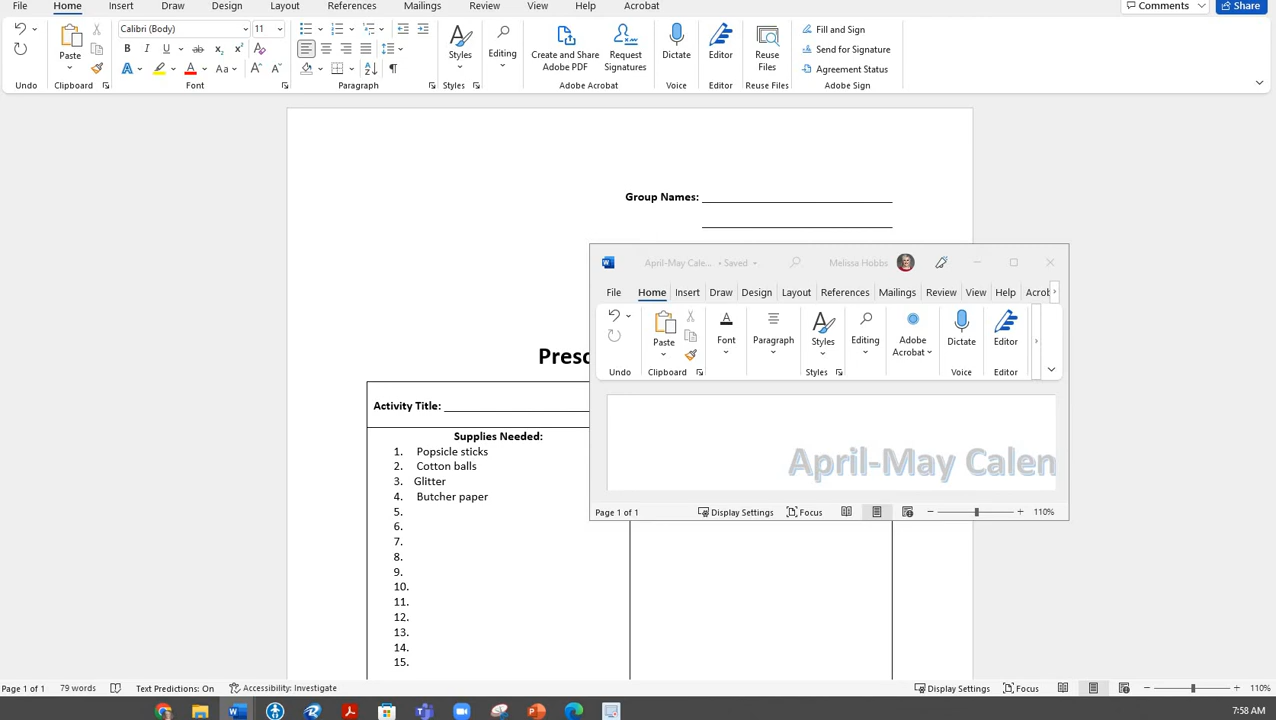 File Home Insert Draw Design Layout References Mailings Review View Help Acrobat Comments Share
Calibri (Body) 11
Paste Styles Editing Create and Share Adobe PDF Request Signatures Dictate Editor Reuse Files Fill and Sign
Send for Signature
Agreement Status
Undo Clipboard Font Paragraph Styles Adobe Acrobat Voice Editor Reuse Files Adobe Sign
Group Names:
April-May Cale... • Saved Melissa Hobbs
File Home Insert Draw Design Layout References Mailings Review View Help Acrob
Paste Font Paragraph Styles Editing Adobe Acrobat Dictate Editor
Undo Clipboard Styles Voice Editor
April-May Calen
Page 1 of 1 Display Settings Focus 110%
Presc
Activity Title:
Supplies Needed:
1. Popsicle sticks
2. Cotton balls
3. Glitter
4. Butcher paper
5.
6.
7.
8.
9.
10.
11.
12.
13.
14.
15.
Page 1 of 1 79 words Text Predictions: On Accessibility: Investigate Display Settings Focus 110%
7:58 AM